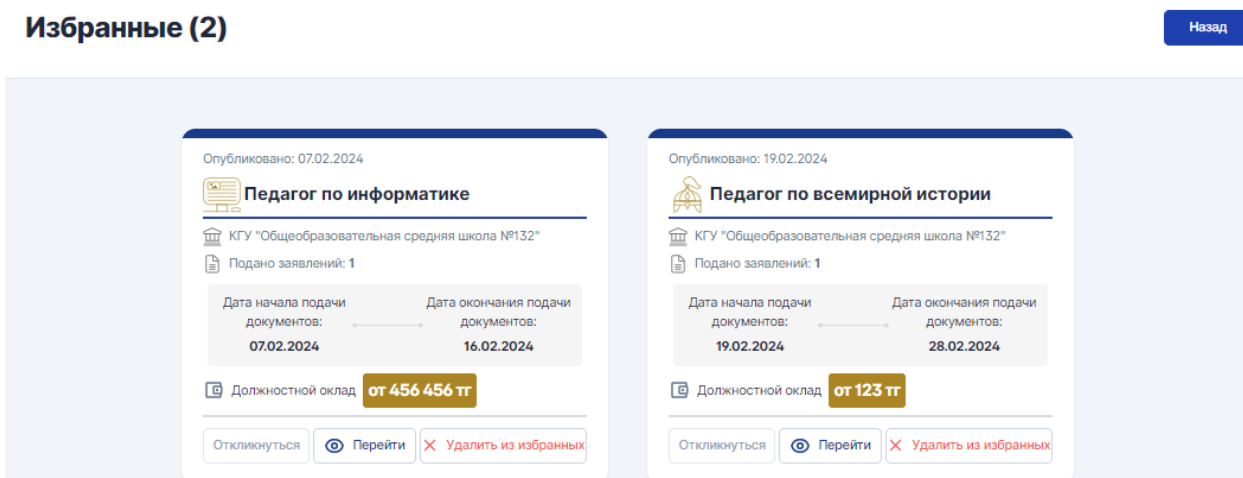 Избранные (2)
Назад
Опубликовано: 07.02.2024
Педагог по информатике
КГУ "Общеобразовательная средняя школа №132"
Подано заявлений: 1
Дата начала подачи
документов:
07.02.2024
Дата окончания подачи
документов:
16.02.2024
Должностной оклад от 456 456 тг
Откликнуться Перейти Удалить из избранных
Опубликовано: 19.02.2024
Педагог по всемирной истории
КГУ "Общеобразовательная средняя школа №132"
Подано заявлений: 1
Дата начала подачи
документов:
19.02.2024
Дата окончания подачи
документов:
28.02.2024
Должностной оклад от 123 тг
Откликнуться Перейти Удалить из избранных